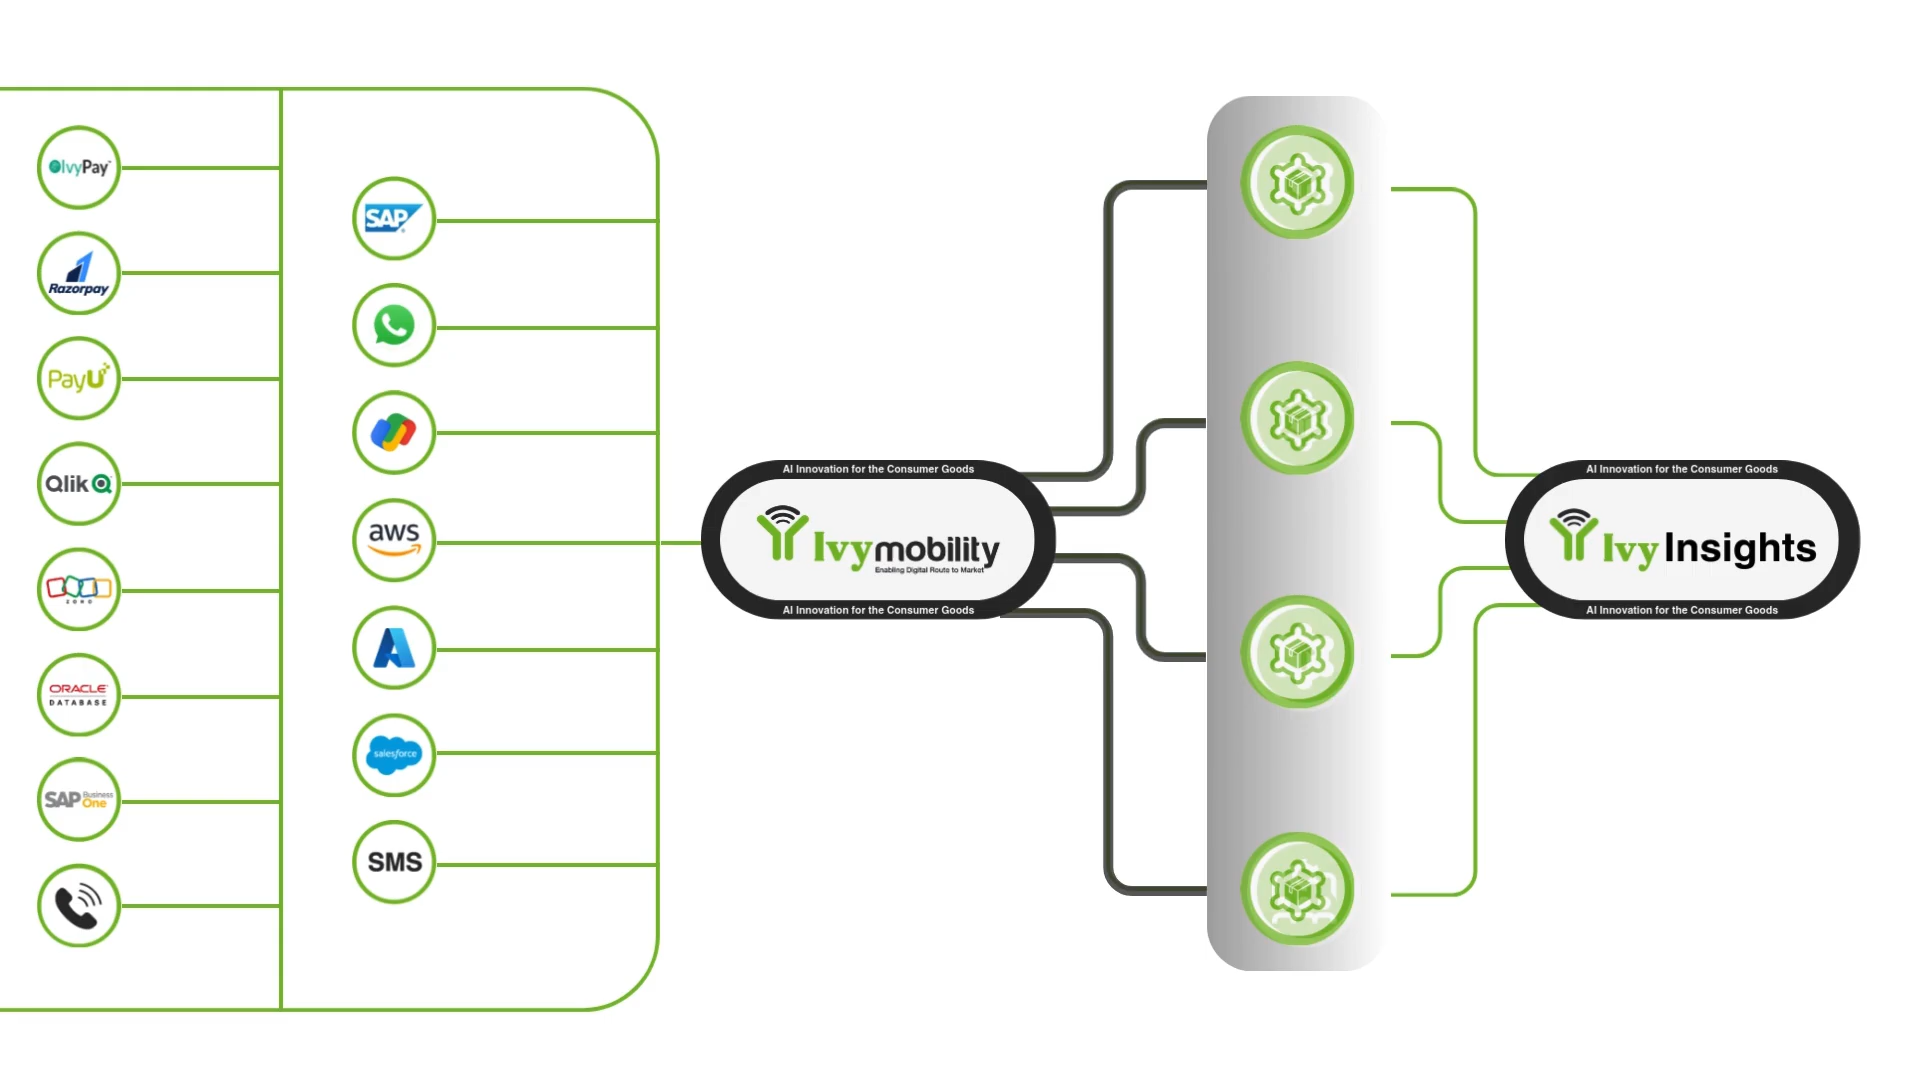 IvyPay
Razorpay
PayU
Qlik
ZOHO
ORACLE
DATABASE
SAP Business One
SAP
aws
salesforce
SMS
AI Innovation for the Consumer Goods
Ivymobility
Enabling Digital Route to Market
AI Innovation for the Consumer Goods
AI Innovation for the Consumer Goods
Ivy Insights
AI Innovation for the Consumer Goods